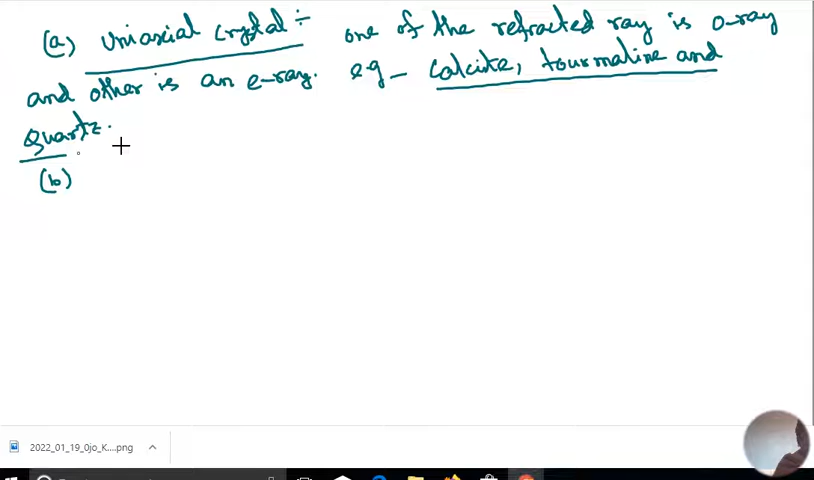 (a) Uniaxial crystal ÷ one of the refracted ray is o-ray
and other is an e-ray. eg – Calcite, tourmaline and
Quartz.
(b)
2022_01_19_0jo_K....png